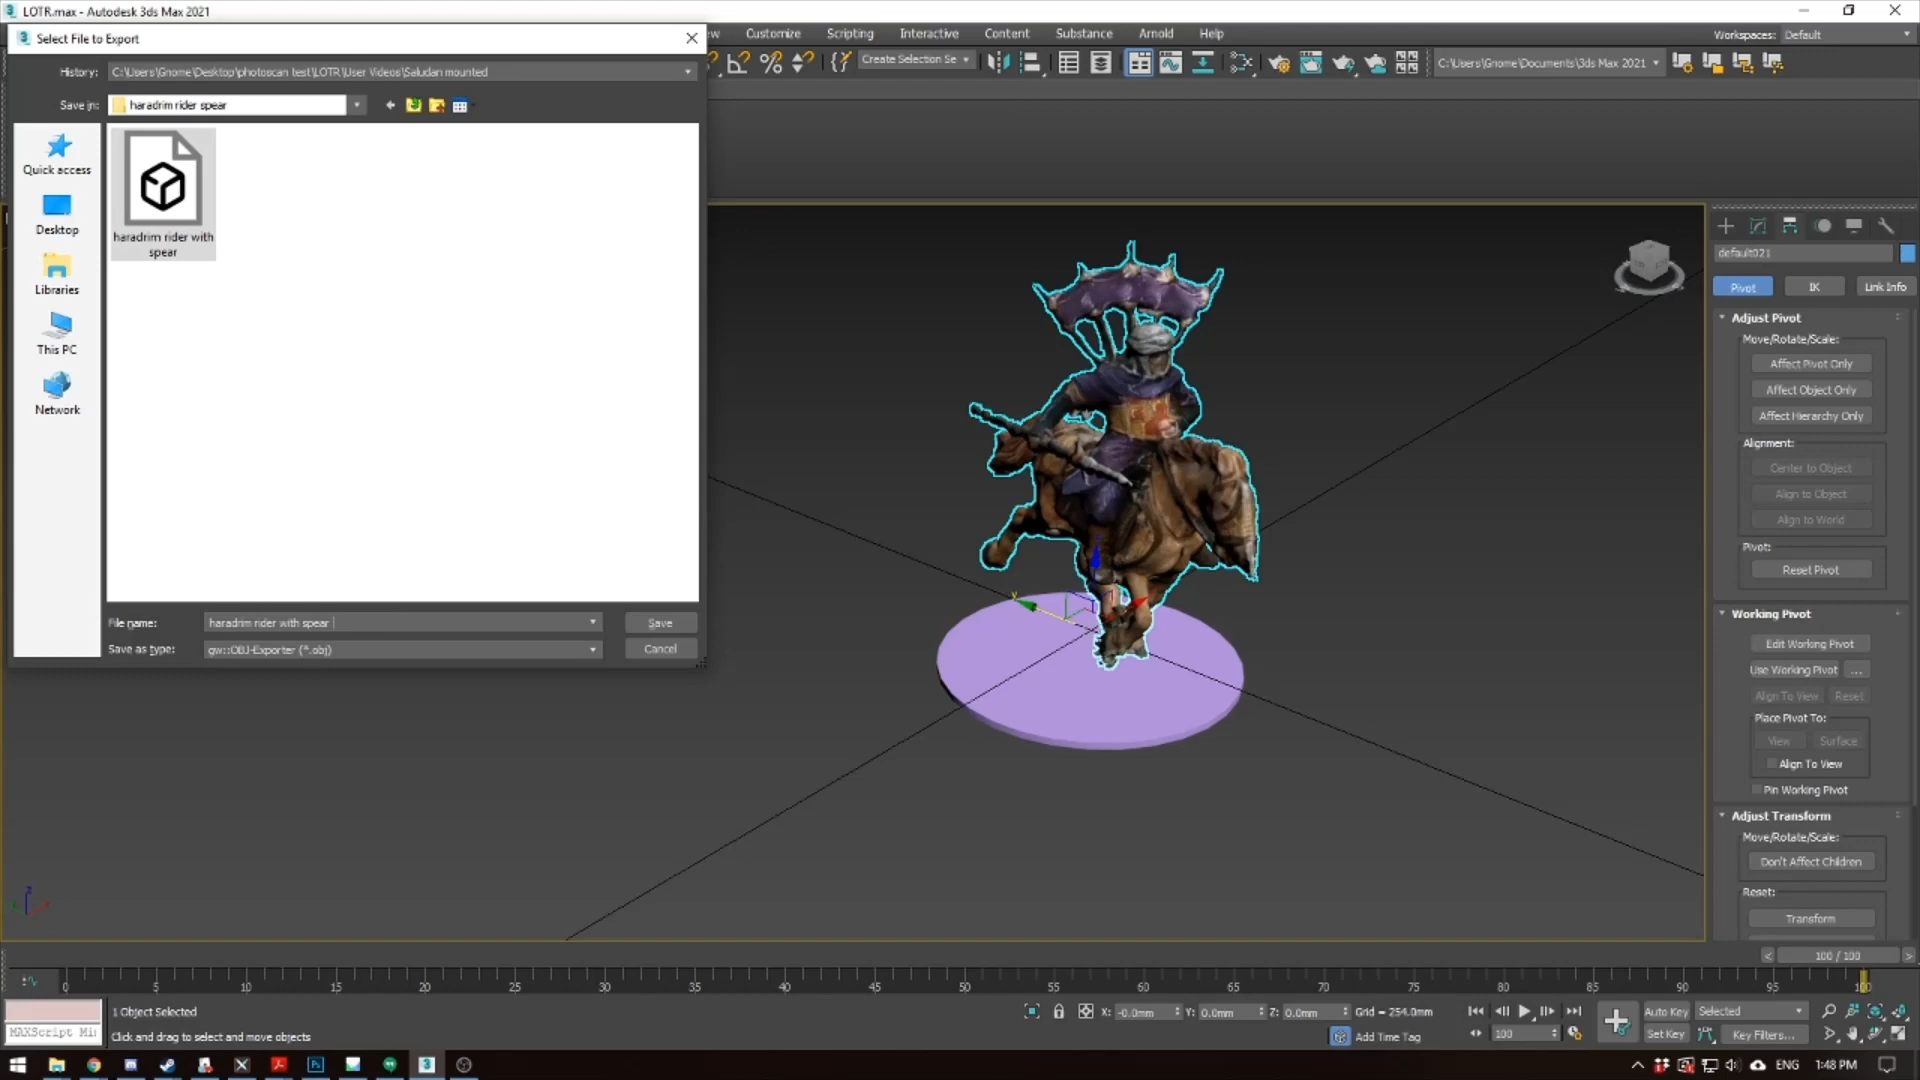 LOTR.max - Autodesk 3ds Max 2021
Select File to Export
Customize Scripting Interactive Content Substance Arnold Help
Workspaces: Default
History: C:\Users\Gnome\Desktop\photoscan test\LOTR\User Videos\Saludan mounted
Create Selection Se
C:\Users\Gnome\Documents\3ds Max 2021
Save in: haradrim rider spear
Quick access
Desktop
Libraries
This PC
Network
haradrim rider with
spear
File name: haradrim rider with spear
Save
Save as type: gw::OBJ-Exporter (*.obj)
Cancel
default021
Pivot IK Link Info
Adjust Pivot
Move/Rotate/Scale:
Affect Pivot Only
Affect Object Only
Affect Hierarchy Only
Alignment:
Center to Object
Align to Object
Align to World
Pivot:
Reset Pivot
Working Pivot
Edit Working Pivot
Use Working Pivot ...
Align To View Reset
Place Pivot To:
View Surface
Align To View
Pin Working Pivot
Adjust Transform
Move/Rotate/Scale:
Don't Affect Children
Reset:
Transform
y
z
< 100 / 100 >
0 5 10 15 20 25 30 35 40 45 50 55 60 65 70 75 80 85 90 95 100
1 Object Selected
X: -0.0mm Y: 0.0mm Z: 0.0mm Grid = 254.0mm
Auto Key Selected
MAXScript Mi
Click and drag to select and move objects
Add Time Tag
100
Set Key Key Filters...
ENG 1:48 PM